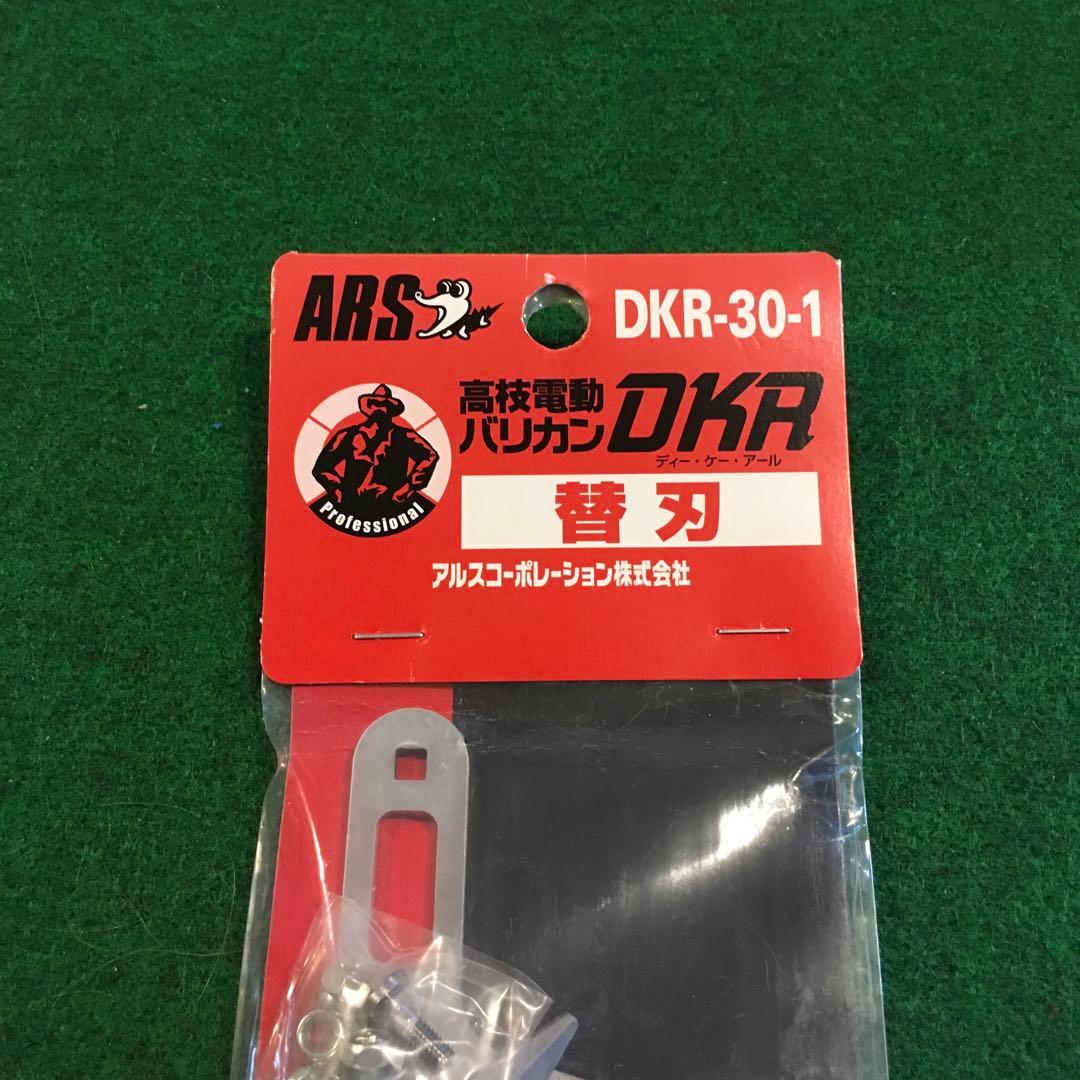 ARS
DKR-30-1
高枝電動
バリカン
DKR
ディー・ケー・アール
Professional
替刃
アルスコーポレーション株式会社